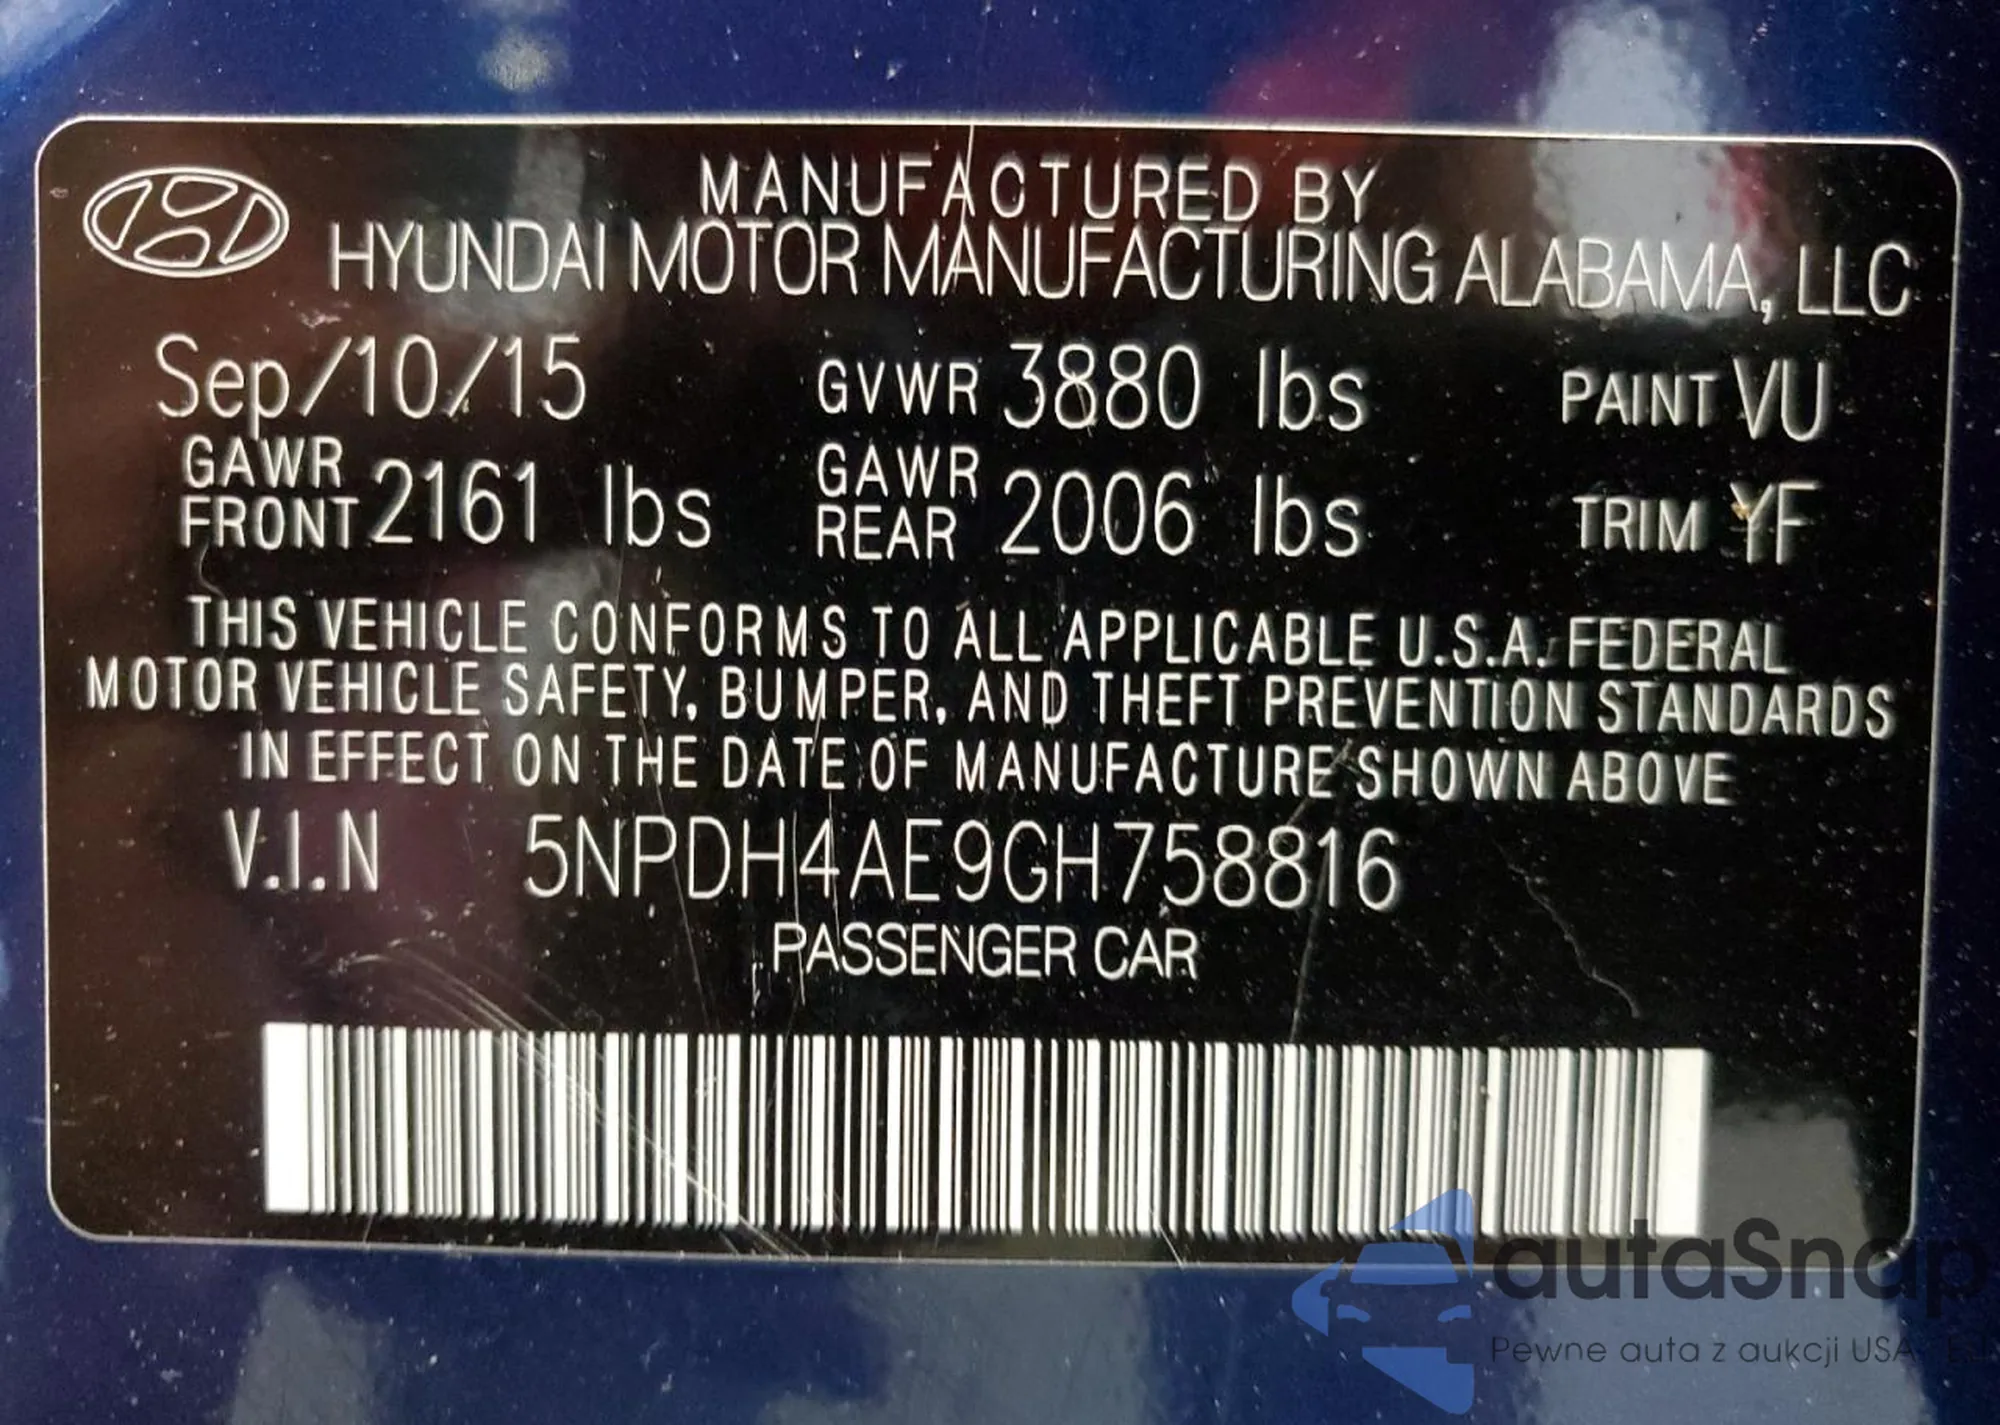 MANUFACTURED BY
HYUNDAI MOTOR MANUFACTURING ALABAMA, LLC
Sep/10/15 GVWR 3880 lbs PAINT VU
GAWR FRONT 2161 lbs GAWR REAR 2006 lbs TRIM YF
THIS VEHICLE CONFORMS TO ALL APPLICABLE U.S.A. FEDERAL
MOTOR VEHICLE SAFETY, BUMPER, AND THEFT PREVENTION STANDARDS
IN EFFECT ON THE DATE OF MANUFACTURE SHOWN ABOVE
V.I.N 5NPDH4AE9GH758816
PASSENGER CAR
autaSnap
Pewne auta z aukcji USA